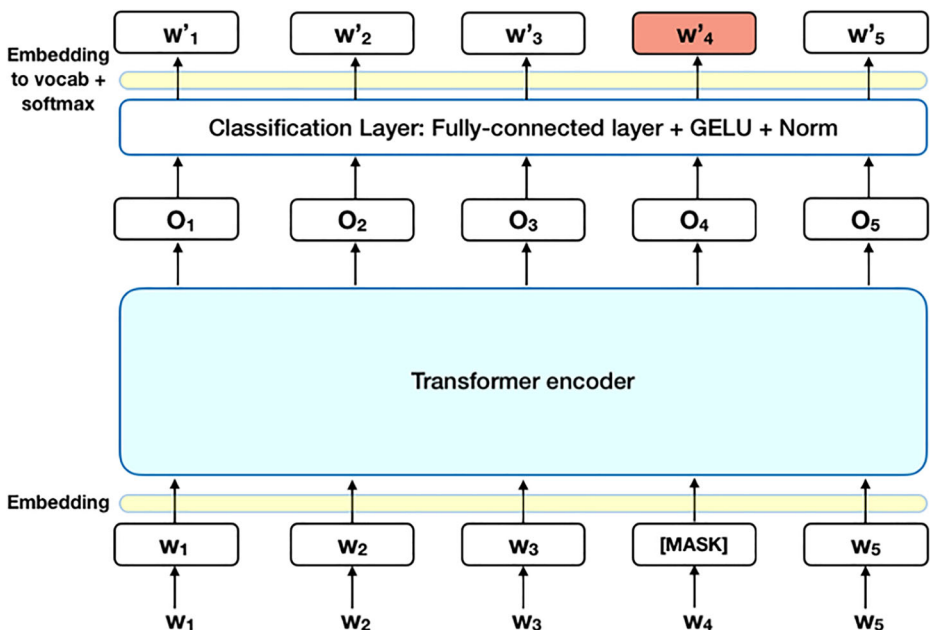 w'₁ w'₂ w'₃ w'₄ w'₅
Embedding
to vocab +
softmax
Classification Layer: Fully-connected layer + GELU + Norm
O₁ O₂ O₃ O₄ O₅
Transformer encoder
Embedding
w₁ w₂ w₃ [MASK] w₅
w₁ w₂ w₃ w₄ w₅